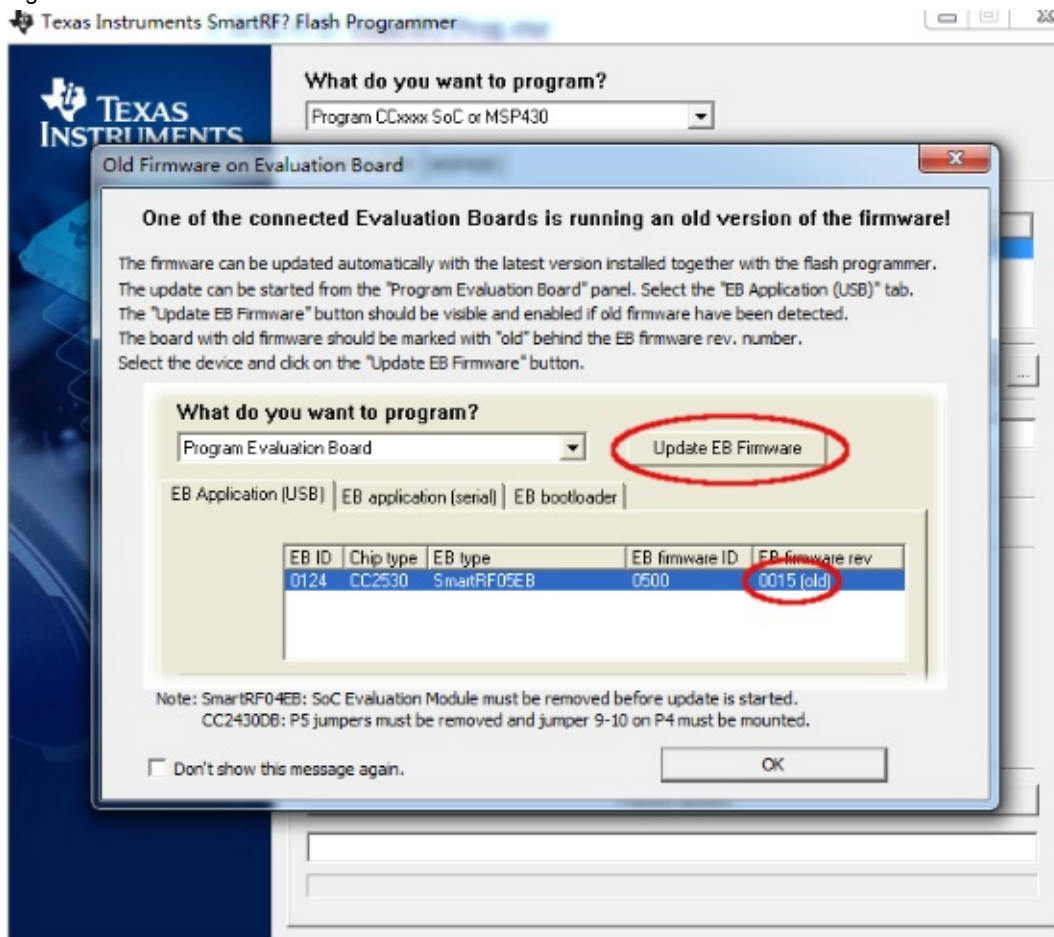 Texas Instruments SmartRF? Flash Programmer
What do you want to program?
TEXAS
INSTRUMENTS
Program CCxxxx SoC or MSP430
Old Firmware on Evaluation Board
One of the connected Evaluation Boards is running an old version of the firmware!
The firmware can be updated automatically with the latest version installed together with the flash programmer.
The update can be started from the "Program Evaluation Board" panel. Select the "EB Application (USB)" tab.
The "Update EB Firmware" button should be visible and enabled if old firmware have been detected.
The board with old firmware should be marked with "old" behind the EB firmware rev. number.
Select the device and click on the "Update EB Firmware" button.
...
What do you want to program?
Program Evaluation Board
Update EB Firmware
EB Application (USB) EB application (serial) EB bootloader
EB ID Chip type EB type EB firmware ID EB firmware rev
0124 CC2530 SmartRF05EB 0500 0015 (old)
Note: SmartRF04EB: SoC Evaluation Module must be removed before update is started.
CC2430DB: P5 jumpers must be removed and jumper 9-10 on P4 must be mounted.
Don't show this message again.
OK